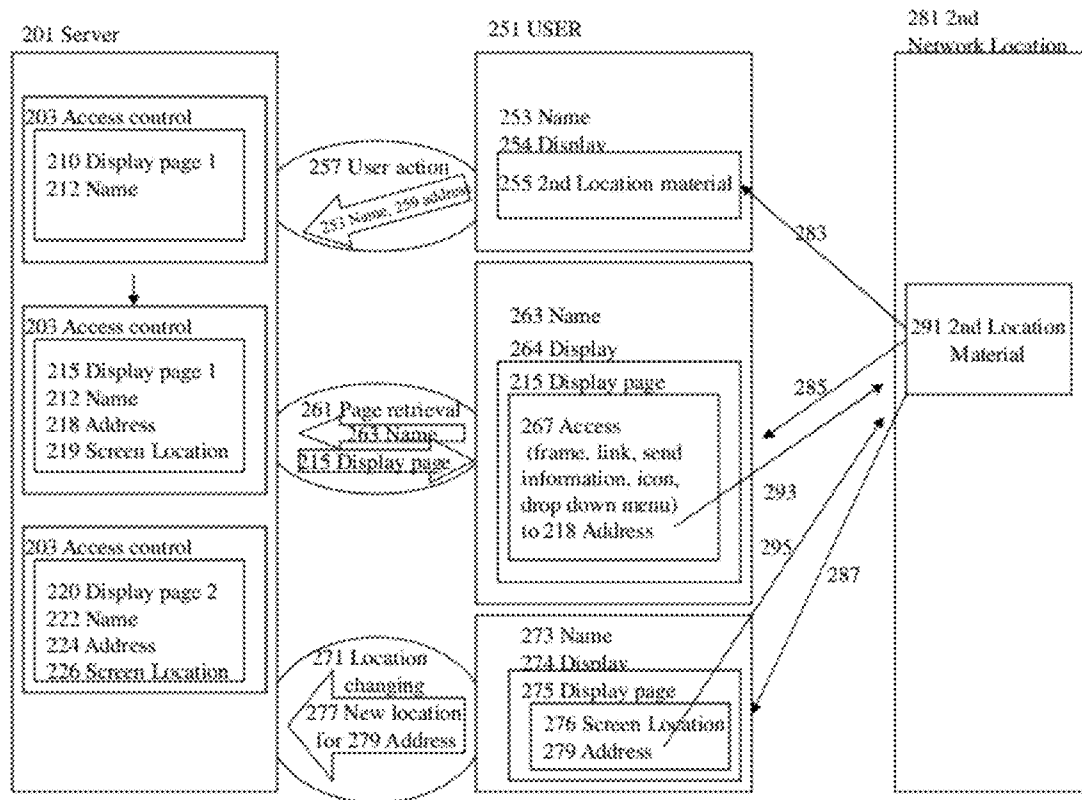 201 Server
203 Access control
210 Display page 1
212 Name
203 Access control
215 Display page 1
212 Name
218 Address
219 Screen Location
203 Access control
220 Display page 2
222 Name
224 Address
226 Screen Location
257 User action
253 Name, 259 address
261 Page retrieval
263 Name
215 Display page
271 Location
changing
277 New location
for 279 Address
251 USER
253 Name
254 Display
255 2nd Location material
263 Name
264 Display
215 Display page
267 Access
(frame, link, send
information, icon,
drop down menu)
to 218 Address
273 Name
274 Display
275 Display page
276 Screen Location
279 Address
283
285
293
295
287
281 2nd
Network Location
291 2nd Location
Material